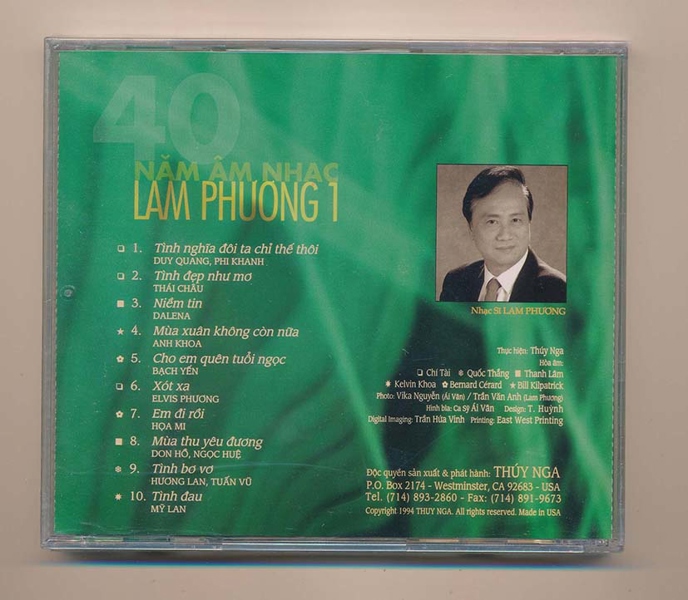 40
NĂM ÂM NHẠC
LAM PHƯƠNG 1
❏ 1. Tình nghĩa đôi ta chỉ thế thôi
DUY QUANG, PHI KHANH
❏ 2. Tình đẹp như mơ
THÁI CHÂU
■ 3. Niềm tin
DALENA
★ 4. Mùa xuân không còn nữa
ANH KHOA
✿ 5. Cho em quên tuổi ngọc
BẠCH YẾN
❏ 6. Xót xa
ELVIS PHƯƠNG
✿ 7. Em đi rồi
HỌA MI
■ 8. Mùa thu yêu đương
DON HỒ, NGỌC HUỆ
❄ 9. Tình bơ vơ
HƯƠNG LAN, TUẤN VŨ
✹ 10. Tình đau
MỸ LAN
Nhạc Sĩ LAM PHƯƠNG
Thực hiện: Thúy Nga
Hòa âm:
❏ Chí Tài ❄ Quốc Thắng ■ Thanh Lâm
✹ Kelvin Khoa ✿ Bernard Cérard ★ Bill Kilpatrick
Photo: Vika Nguyễn (Ái Vân) / Trần Văn Anh (Lam Phương)
Hình bìa: Ca sỹ Ái Vân Design: T. Huỳnh
Digital Imaging: Trần Hứa Vinh Printing: East West Printing
Độc quyền sản xuất & phát hành: THÚY NGA
P.O. Box 2174 - Westminster, CA 92683 - USA
Tel. (714) 893-2860 - Fax: (714) 891-9673
Copyright 1994 THUY NGA. All rights reserved. Made in USA